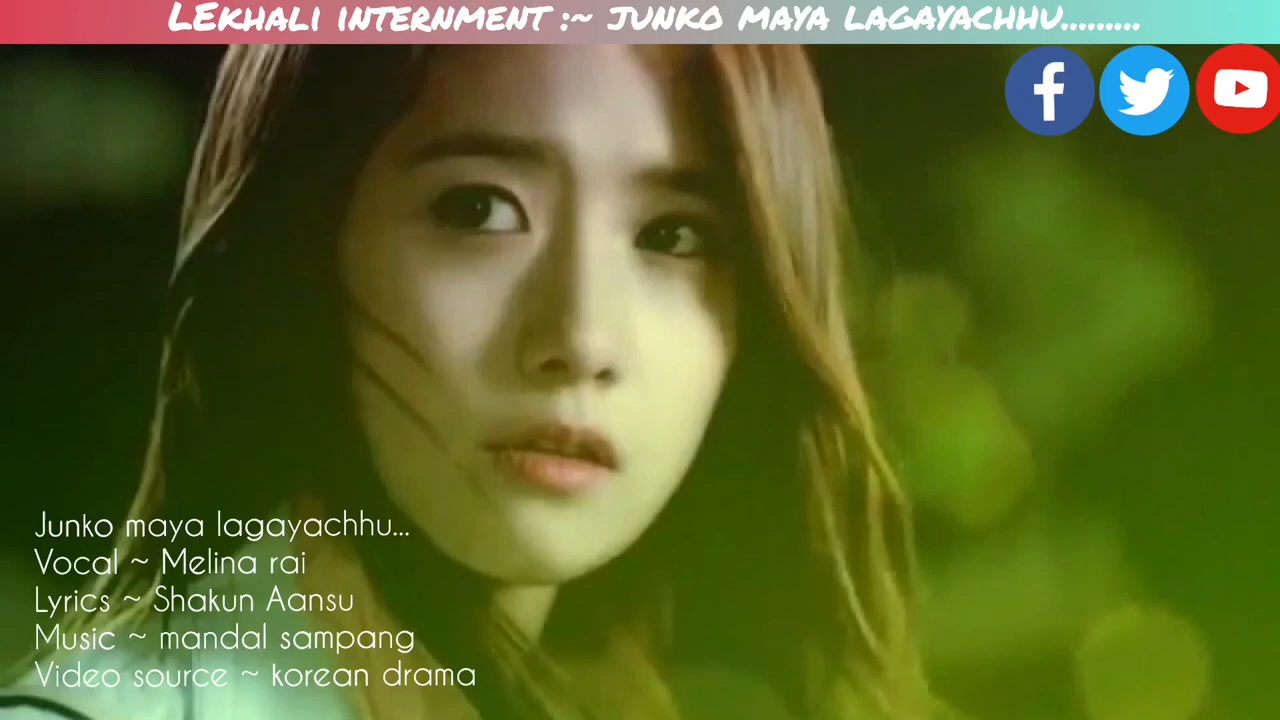 LEKHALI INTERNMENT :~ JUNKO MAYA LAGAYACHHU.........
Junko maya lagayachhu...
Vocal ~ Melina rai
Lyrics ~ Shakun Aansu
Music ~ mandal sampang
Video source ~ korean drama